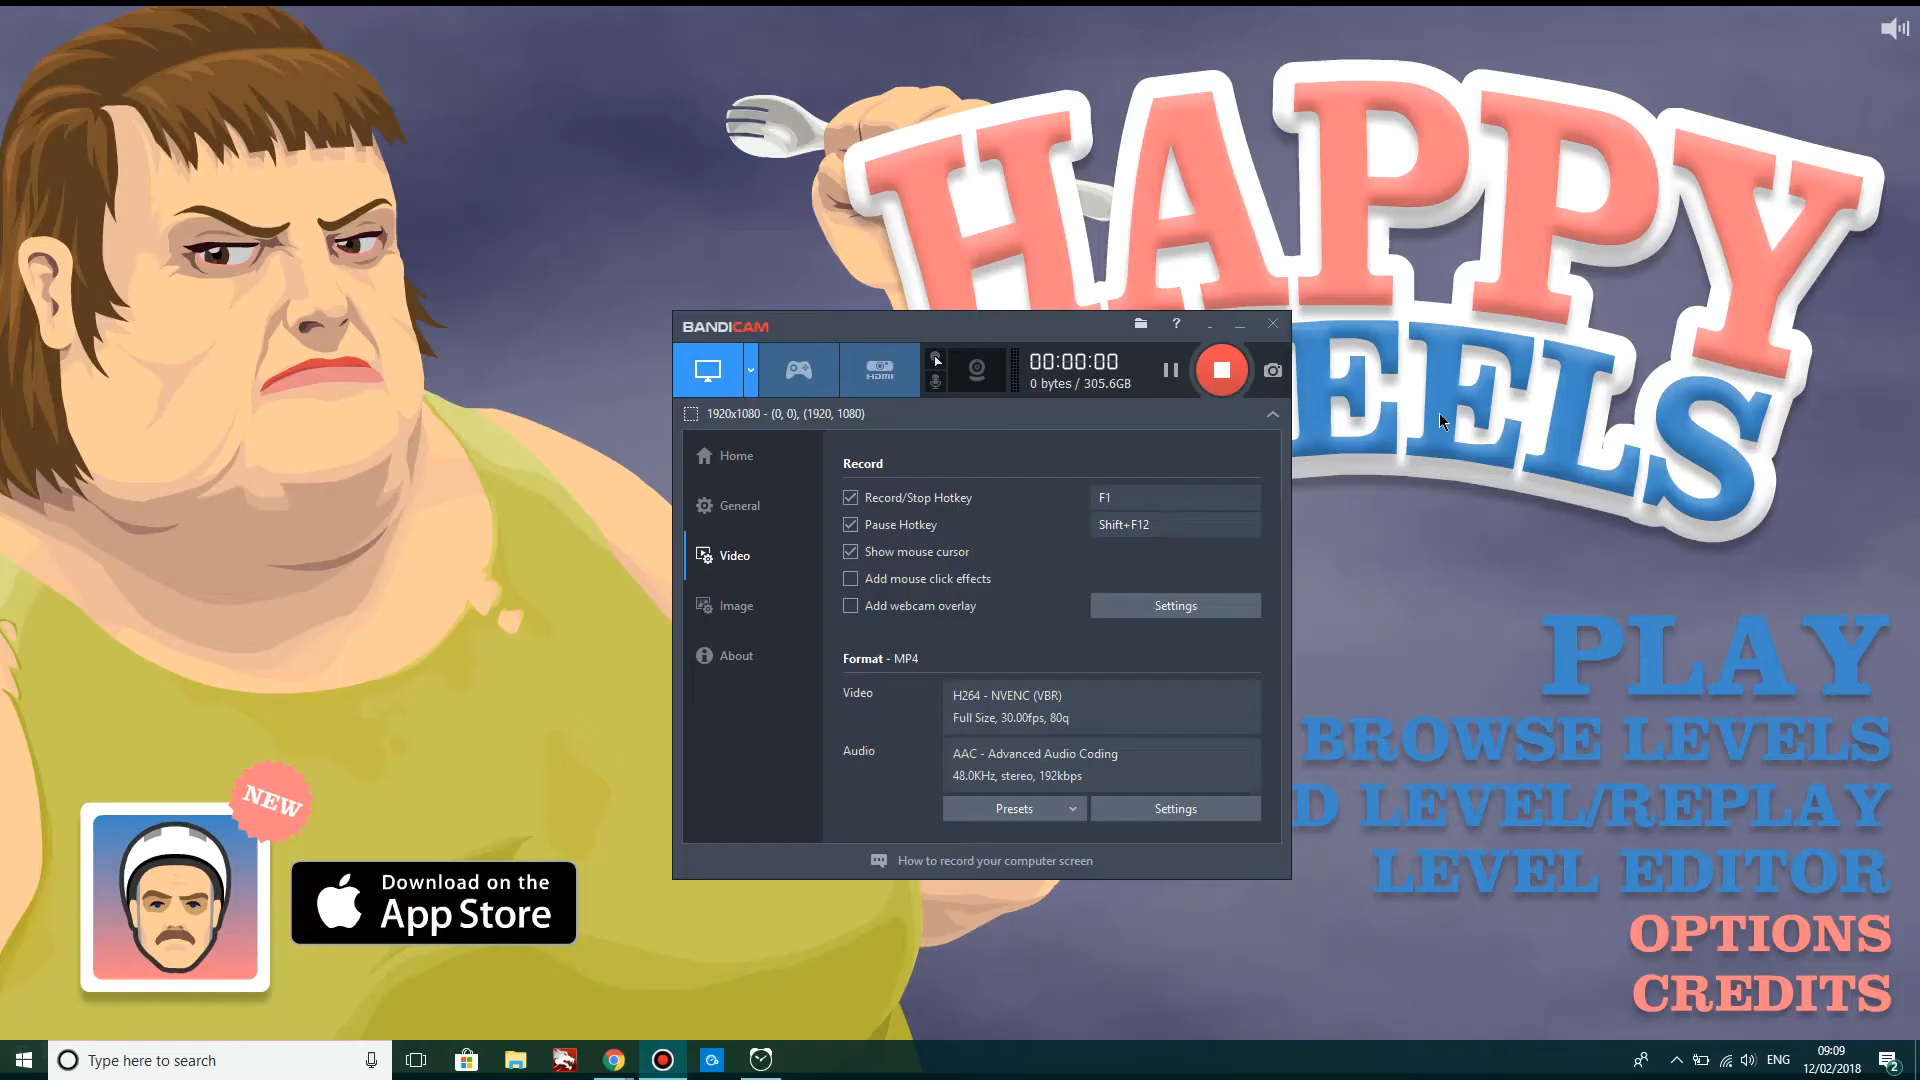 HAPPY
EELS
BANDICAM
?
HDMI
00:00:00
0 bytes / 305.6GB
1920x1080 - (0, 0), (1920, 1080)
Home
General
Video
Image
About
Record
Record/Stop Hotkey F1
Pause Hotkey Shift+F12
Show mouse cursor
Add mouse click effects
Add webcam overlay Settings
Format - MP4
Video H264 - NVENC (VBR)
Full Size, 30.00fps, 80q
Audio AAC - Advanced Audio Coding
48.0KHz, stereo, 192kbps
Presets Settings
How to record your computer screen
PLAY
BROWSE LEVELS
D LEVEL/REPLAY
LEVEL EDITOR
OPTIONS
CREDITS
NEW
Download on the
App Store
Type here to search
ENG
09:09
12/02/2018
2